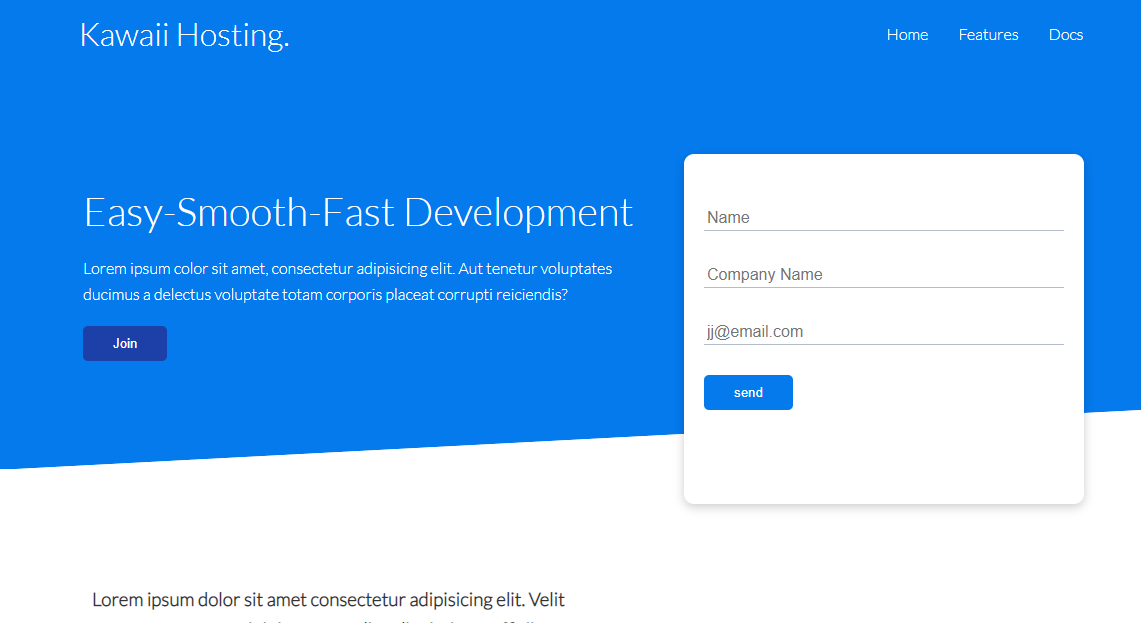 Kawaii Hosting.
Home Features Docs
Easy-Smooth-Fast Development
Lorem ipsum color sit amet, consectetur adipisicing elit. Aut tenetur voluptates
ducimus a delectus voluptate totam corporis placeat corrupti reiciendis?
Join
Name
Company Name
jj@email.com
send
Lorem ipsum dolor sit amet consectetur adipisicing elit. Velit